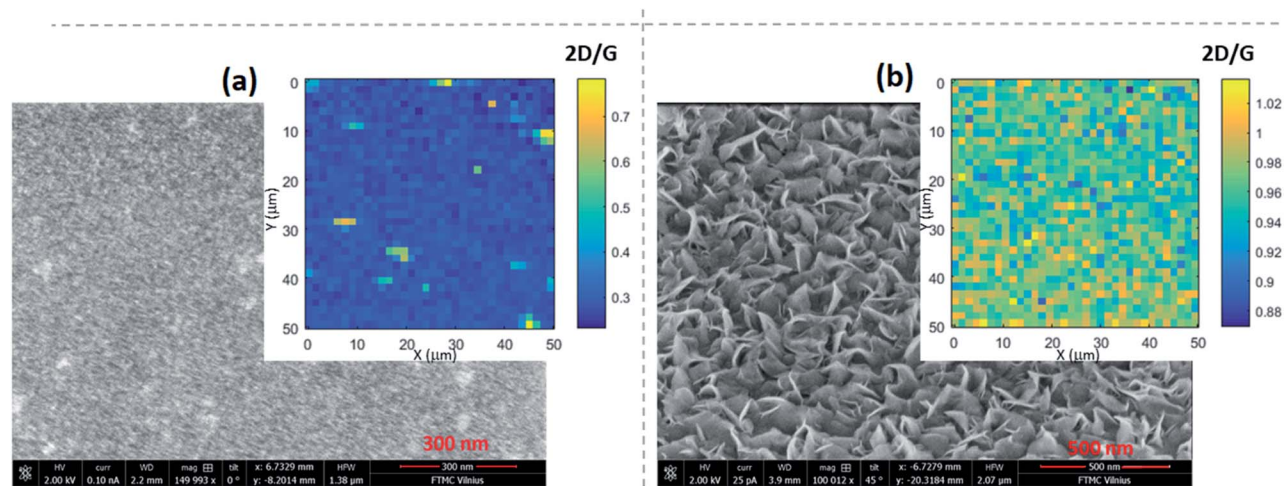 (a)
2D/G
0
10
20
30
40
50
Y (μm)
0 10 20 30 40 50
X (μm)
0.7
0.6
0.5
0.4
0.3
300 nm
HV curr WD mag tilt x: 6.7329 mm HFW 300 nm
2.00 kV 0.10 nA 2.2 mm 149 993 x 0 ° y: -8.2014 mm 1.38 μm FTMC Vilnius
(b)
2D/G
0
10
20
30
40
50
Y (μm)
0 10 20 30 40 50
X (μm)
1.02
1
0.98
0.96
0.94
0.92
0.9
0.88
500 nm
HV curr WD mag tilt x: -6.7279 mm HFW 500 nm
2.00 kV 25 pA 3.9 mm 100 012 x 45 ° y: -20.3184 mm 2.07 μm FTMC Vilnius